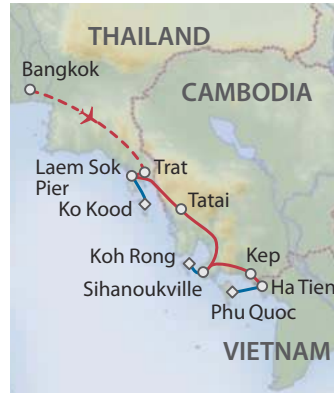 THAILAND
Bangkok
CAMBODIA
Laem Sok
Pier
Trat
Ko Kood
Tatai
Koh Rong
Kep
Sihanoukville
Ha Tien
Phu Quoc
VIETNAM